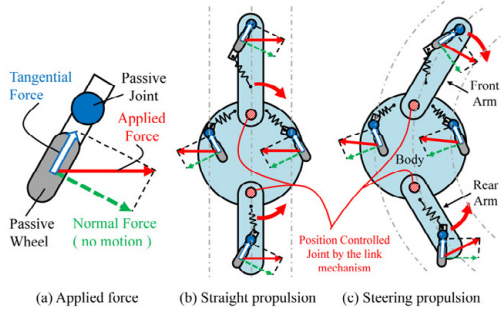 Tangential
Force
Passive
Joint
Applied
Force
Passive
Wheel
Normal Force
( no motion )
Front
Arm
Body
Rear
Arm
Position Controlled
Joint by the link
mechanism
(a) Applied force
(b) Straight propulsion
(c) Steering propulsion